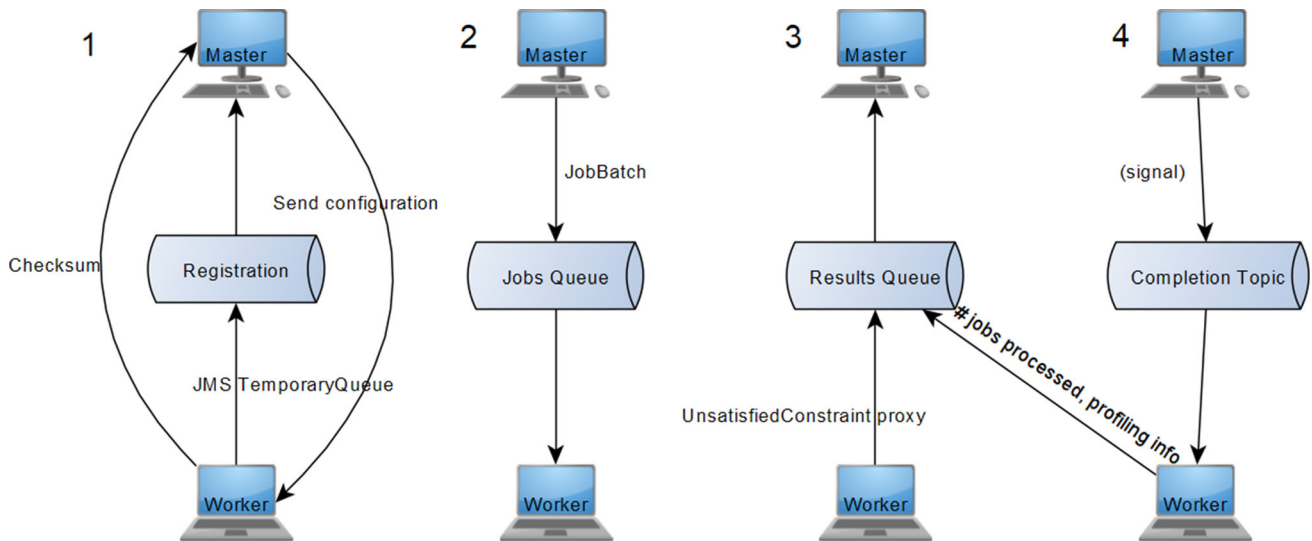 1
Master
Send configuration
Checksum
Registration
JMS TemporaryQueue
Worker
2
Master
JobBatch
Jobs Queue
Worker
3
Master
Results Queue
UnsatisfiedConstraint proxy
Worker
4
Master
(signal)
Completion Topic
# jobs processed, profiling info
Worker